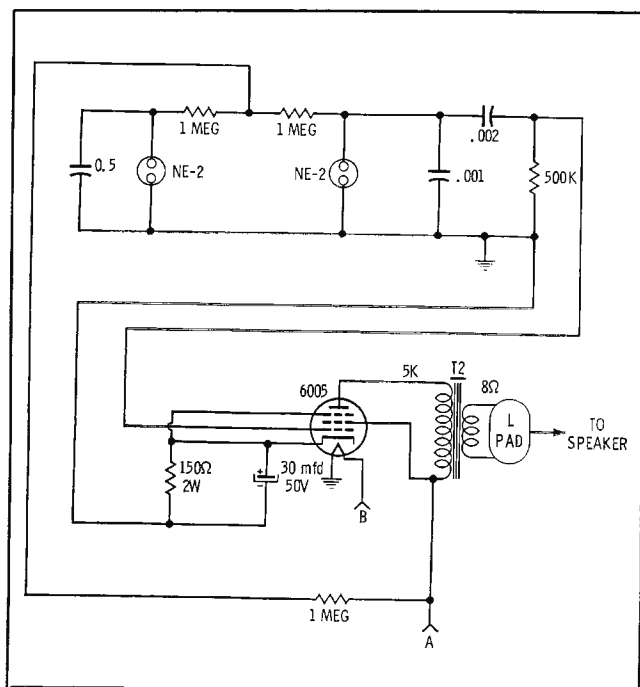 1 MEG
1 MEG
.002
0.5
NE-2
NE-2
.001
500K
6005
5K
T2
8Ω
L
PAD
TO
SPEAKER
150Ω
2W
30 mfd
50V
+
B
1 MEG
A